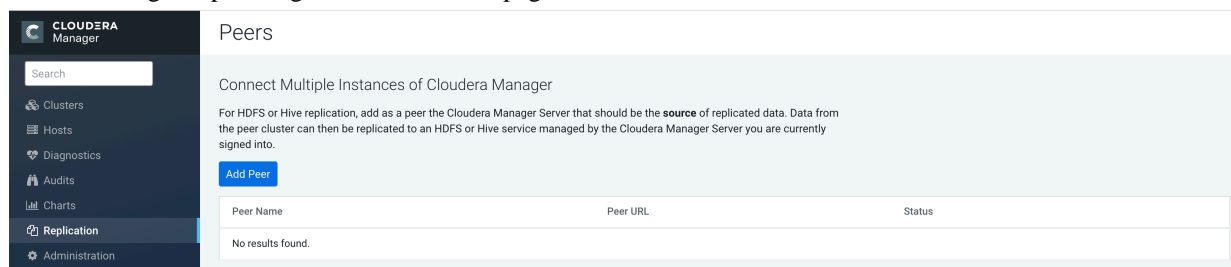 CLOUDERA
Manager
Search
Clusters
Hosts
Diagnostics
Audits
Charts
Replication
Administration
Peers
Connect Multiple Instances of Cloudera Manager
For HDFS or Hive replication, add as a peer the Cloudera Manager Server that should be the source of replicated data. Data from
the peer cluster can then be replicated to an HDFS or Hive service managed by the Cloudera Manager Server you are currently
signed into.
Add Peer
Peer Name Peer URL Status
No results found.